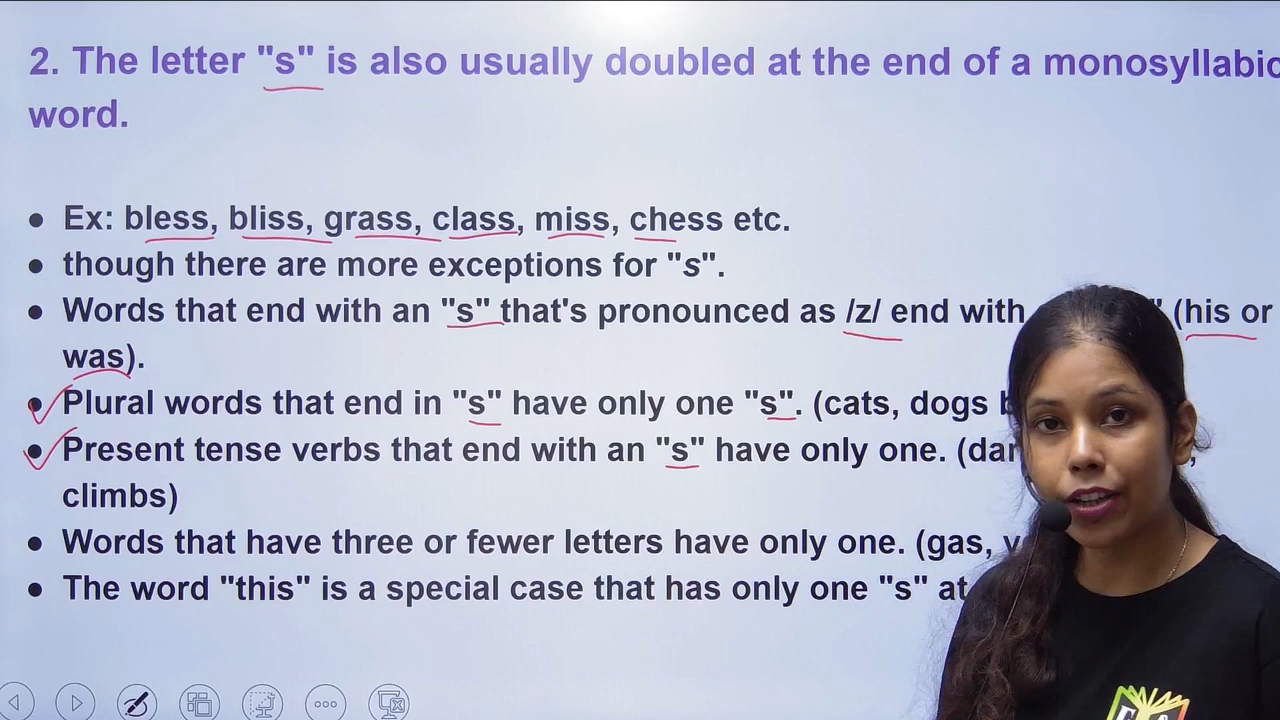 2. The letter "s" is also usually doubled at the end of a monosyllabic
word.
● Ex: bless, bliss, grass, class, miss, chess etc.
● though there are more exceptions for "s".
● Words that end with an "s" that's pronounced as /z/ end with (his or
was).
● Plural words that end in "s" have only one "s". (cats, dogs
● Present tense verbs that end with an "s" have only one.
climbs)
● Words that have three or fewer letters have only one. (gas,
● The word "this" is a special case that has only one "s" at